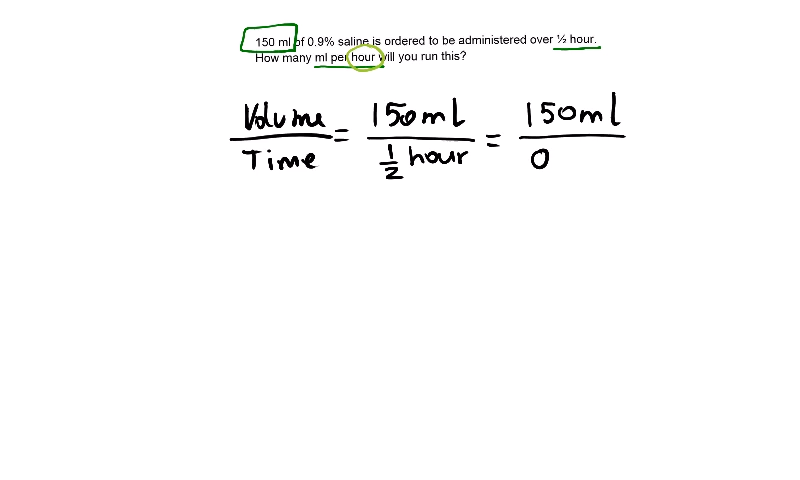 150 ml of 0.9% saline is ordered to be administered over ½ hour.
How many ml per hour will you run this?
Volume/Time = 150ml/½ hour = 150ml/0